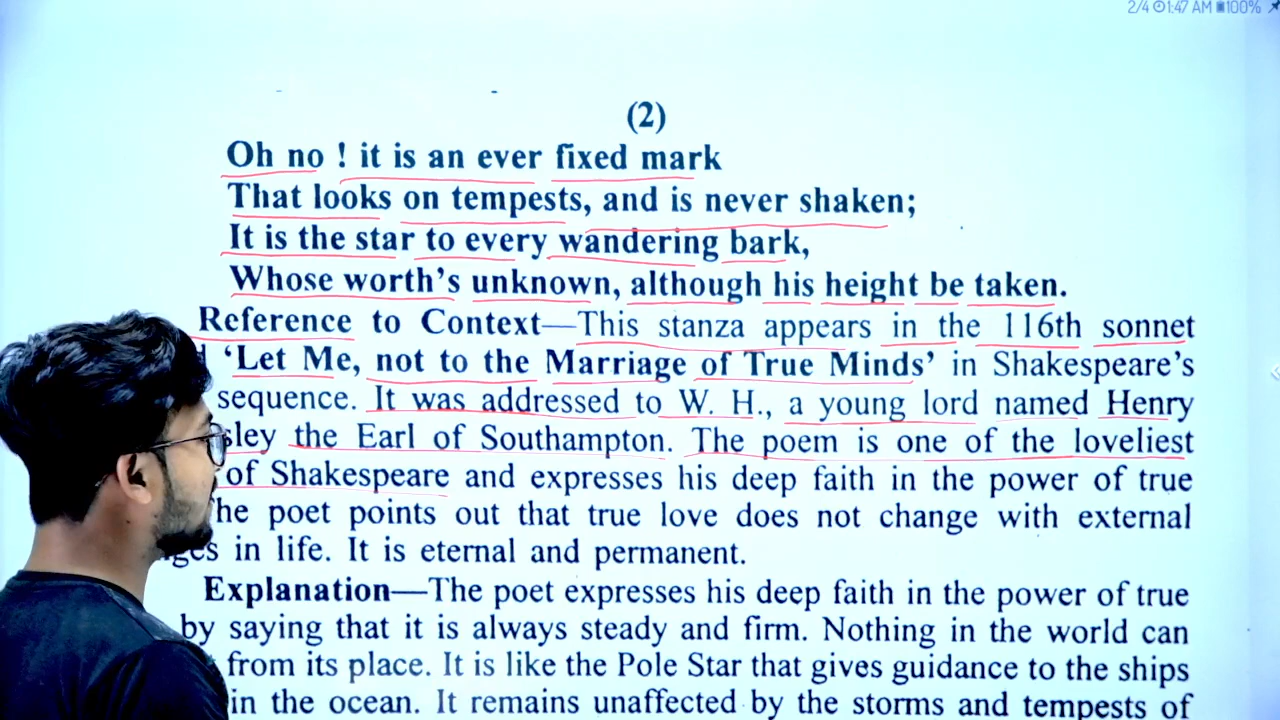 2/4 1:47 AM 100%
(2)
Oh no ! it is an ever fixed mark
That looks on tempests, and is never shaken;
It is the star to every wandering bark,
Whose worth's unknown, although his height be taken.
Reference to Context—This stanza appears in the 116th sonnet
'Let Me, not to the Marriage of True Minds' in Shakespeare's
sequence. It was addressed to W. H., a young lord named Henry
the Earl of Southampton. The poem is one of the loveliest
of Shakespeare and expresses his deep faith in the power of true
The poet points out that true love does not change with external
in life. It is eternal and permanent.
Explanation—The poet expresses his deep faith in the power of true
by saying that it is always steady and firm. Nothing in the world can
from its place. It is like the Pole Star that gives guidance to the ships
in the ocean. It remains unaffected by the storms and tempests of